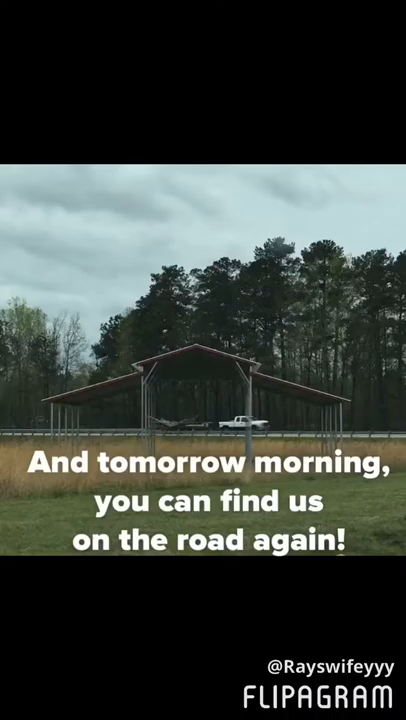 And tomorrow morning,
you can find us
on the road again!
@Rayswifeyyy
FLIPAGRAM